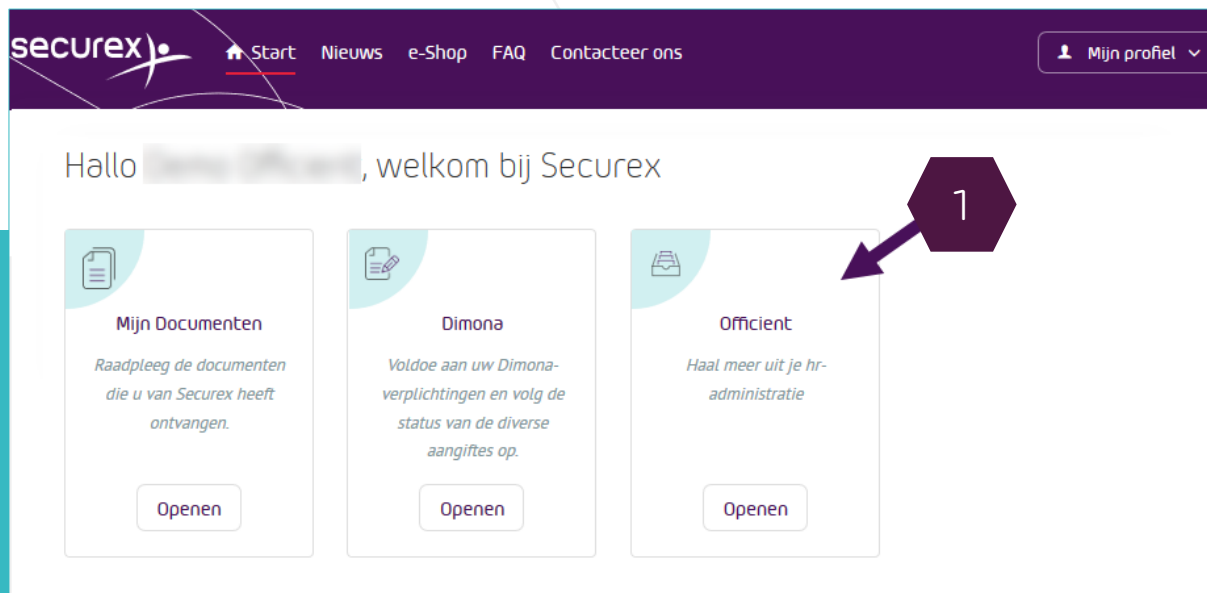 securex Start Nieuws e-Shop FAQ Contacteer ons Mijn profiel
Hallo , welkom bij Securex
1
Mijn Documenten
Raadpleeg de documenten
die u van Securex heeft
ontvangen.
Openen
Dimona
Voldoe aan uw Dimona-
verplichtingen en volg de
status van de diverse
aangiftes op.
Openen
Officient
Haal meer uit je hr-
administratie
Openen